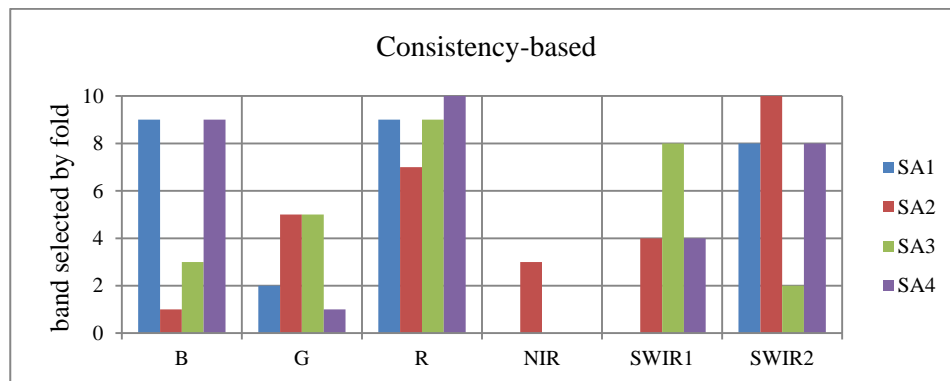 Consistency-based
band selected by fold
10
8
6
4
2
0
B G R NIR SWIR1 SWIR2
SA1
SA2
SA3
SA4